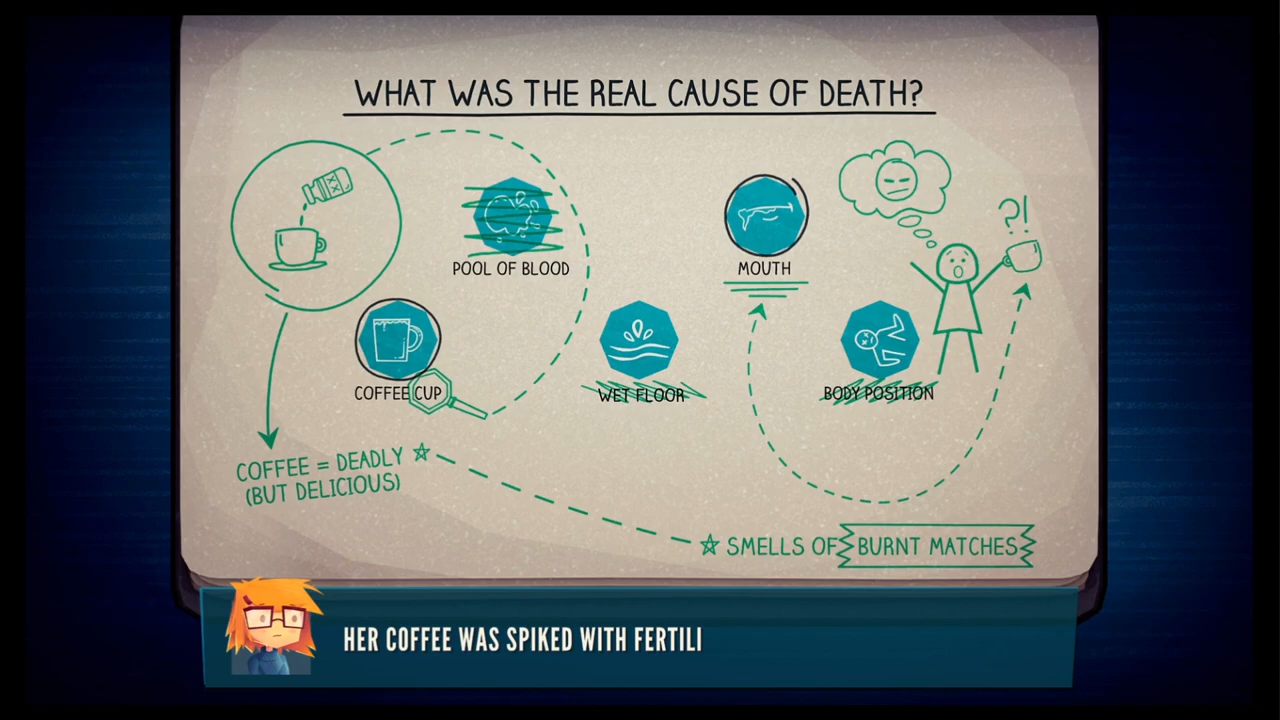 WHAT WAS THE REAL CAUSE OF DEATH?
?!
POOL OF BLOOD
MOUTH
COFFEE CUP
WET FLOOR
BODY POSITION
COFFEE = DEADLY
(BUT DELICIOUS)
SMELLS OF BURNT MATCHES
HER COFFEE WAS SPIKED WITH FERTILI